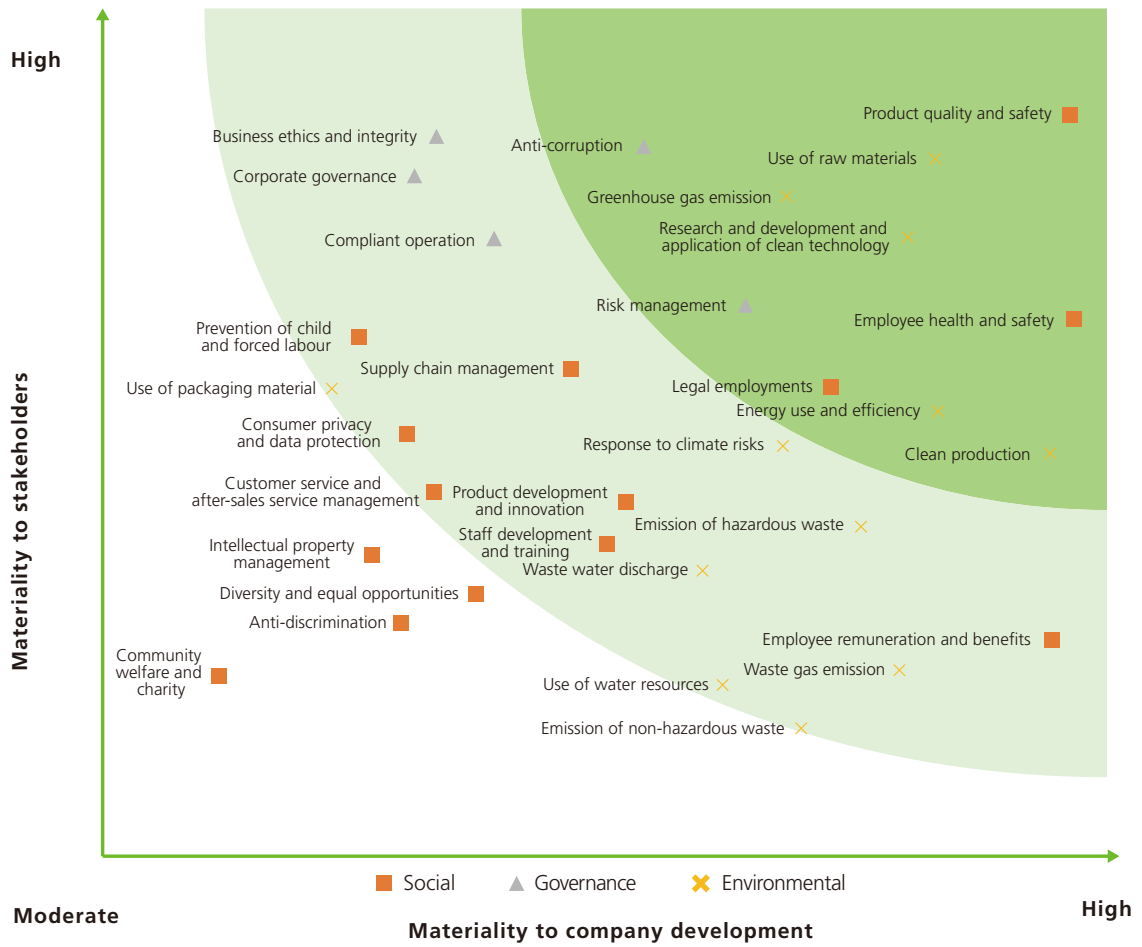 High
Product quality and safety
Business ethics and integrity
Anti-corruption
Use of raw materials
Corporate governance
Greenhouse gas emission
Research and development and
application of clean technology
Compliant operation
Risk management
Employee health and safety
Prevention of child
and forced labour
Supply chain management
Use of packaging material
Legal employments
Energy use and efficiency
Consumer privacy
and data protection
Response to climate risks
Clean production
Customer service and
after-sales service management
Product development
and innovation
Emission of hazardous waste
Staff development
and training
Intellectual property
management
Waste water discharge
Diversity and equal opportunities
Anti-discrimination
Employee remuneration and benefits
Community
welfare and
charity
Waste gas emission
Use of water resources
Emission of non-hazardous waste
Materiality to stakeholders
Social
Governance
Environmental
Moderate
High
Materiality to company development